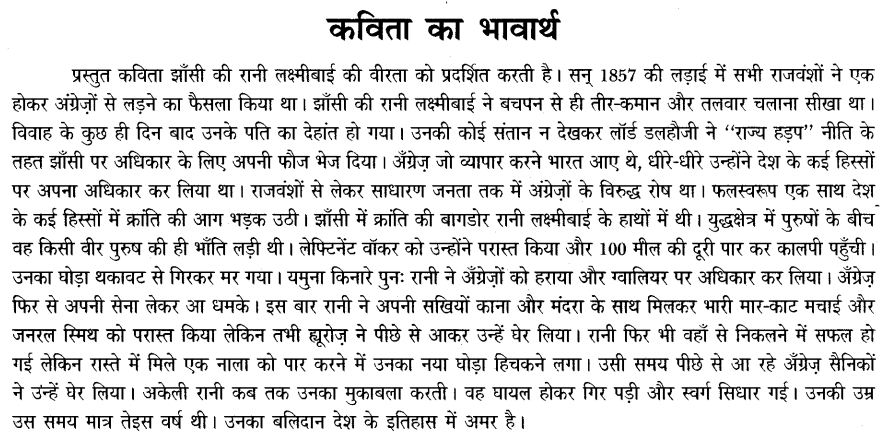 कविता का भावार्थ
प्रस्तुत कविता झाँसी की रानी लक्ष्मीबाई की वीरता को प्रदर्शित करती है। सन् 1857 की लड़ाई में सभी राजवंशों ने एक
होकर अंग्रेज़ों से लड़ने का फैसला किया था। झाँसी की रानी लक्ष्मीबाई ने बचपन से ही तीर-कमान और तलवार चलाना सीखा था।
विवाह के कुछ ही दिन बाद उनके पति का देहांत हो गया। उनकी कोई संतान न देखकर लॉर्ड डलहौजी ने "राज्य हड़प" नीति के
तहत झाँसी पर अधिकार के लिए अपनी फौज भेज दिया। अँग्रेज़ जो व्यापार करने भारत आए थे, धीरे-धीरे उन्होंने देश के कई हिस्सों
पर अपना अधिकार कर लिया था। राजवंशों से लेकर साधारण जनता तक में अंग्रेज़ों के विरुद्ध रोष था। फलस्वरूप एक साथ देश
के कई हिस्सों में क्रांति की आग भड़क उठी। झाँसी में क्रांति की बागडोर रानी लक्ष्मीबाई के हाथों में थी। युद्धक्षेत्र में पुरुषों के बीच
वह किसी वीर पुरुष की ही भाँति लड़ी थी। लेफ्टिनेंट वॉकर को उन्होंने परास्त किया और 100 मील की दूरी पार कर कालपी पहुँची।
उनका घोड़ा थकावट से गिरकर मर गया। यमुना किनारे पुनः रानी ने अँग्रेज़ों को हराया और ग्वालियर पर अधिकार कर लिया। अँग्रेज़
फिर से अपनी सेना लेकर आ धमके। इस बार रानी ने अपनी सखियों काना और मंदरा के साथ मिलकर भारी मार-काट मचाई और
जनरल स्मिथ को परास्त किया लेकिन तभी ह्यूरोज़ ने पीछे से आकर उन्हें घेर लिया। रानी फिर भी वहाँ से निकलने में सफल हो
गई लेकिन रास्ते में मिले एक नाला को पार करने में उनका नया घोड़ा हिचकने लगा। उसी समय पीछे से आ रहे अँग्रेज़ सैनिकों
ने उन्हें घेर लिया। अकेली रानी कब तक उनका मुकाबला करती। वह घायल होकर गिर पड़ी और स्वर्ग सिधार गई। उनकी उम्र
उस समय मात्र तेइस वर्ष थी। उनका बलिदान देश के इतिहास में अमर है।